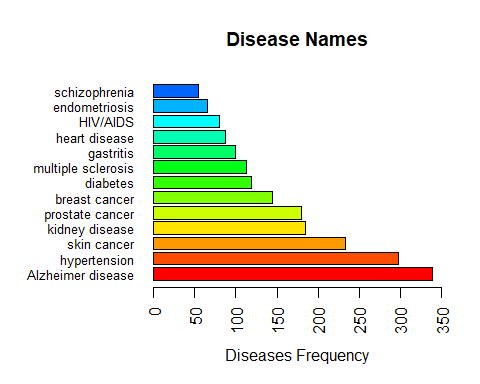 Disease Names
schizophrenia
endometriosis
HIV/AIDS
heart disease
gastritis
multiple sclerosis
diabetes
breast cancer
prostate cancer
kidney disease
skin cancer
hypertension
Alzheimer disease
0 50 100 150 200 250 300 350
Diseases Frequency